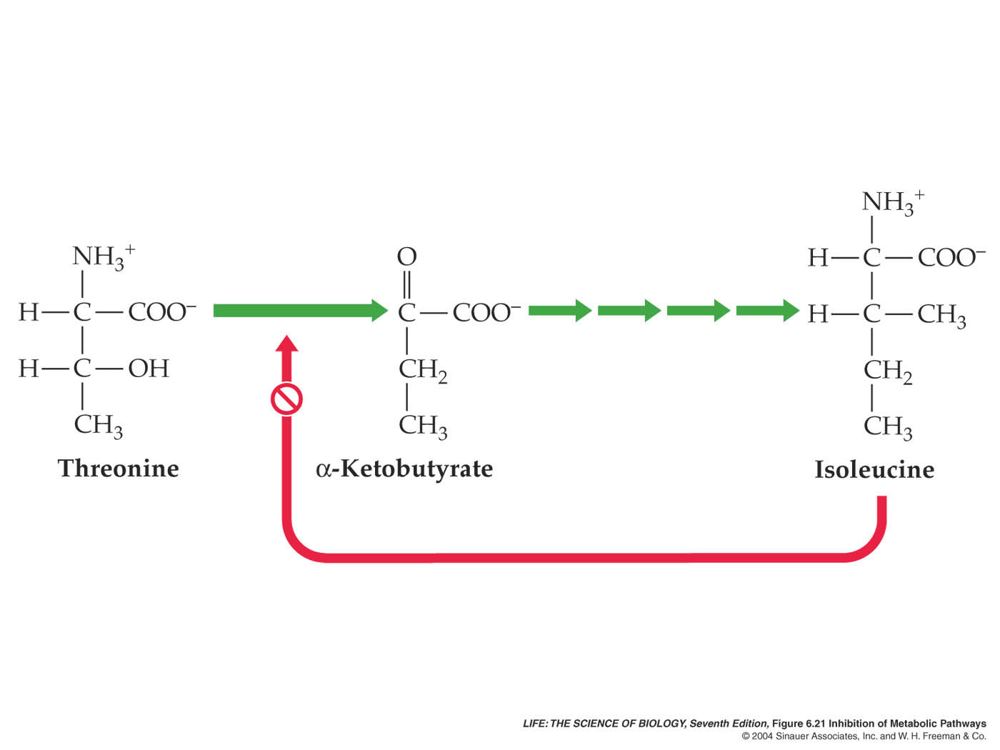 NH₃⁺
H—C—COO⁻
H—C—OH
CH₃
Threonine
O
C—COO⁻
CH₂
CH₃
α-Ketobutyrate
NH₃⁺
H—C—COO⁻
H—C—CH₃
CH₂
CH₃
Isoleucine
LIFE: THE SCIENCE OF BIOLOGY, Seventh Edition, Figure 6.21 Inhibition of Metabolic Pathways
© 2004 Sinauer Associates, Inc. and W. H. Freeman & Co.